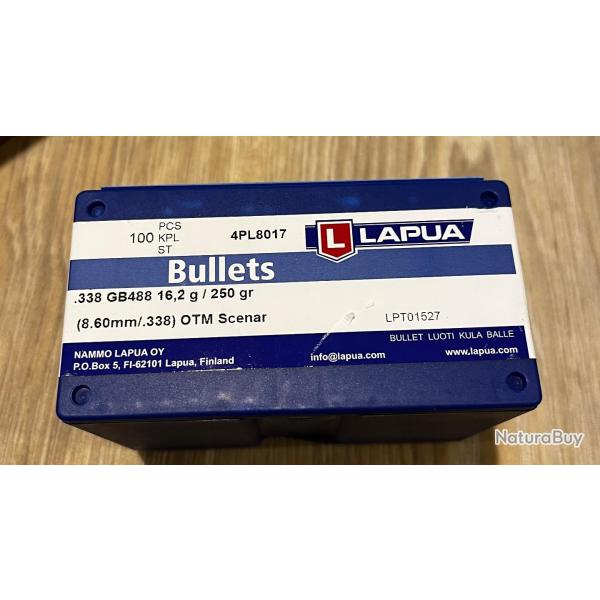 PCS
100 KPL
ST
4PL8017
L LAPUA
Bullets
.338 GB488 16,2 g / 250 gr
(8.60mm/.338) OTM Scenar
LPT01527
BULLET LUOTI KULA BALLE
NAMMO LAPUA OY
P.O.Box 5, FI-62101 Lapua, Finland
info@lapua.com
www.lapua.com
NaturaBuy